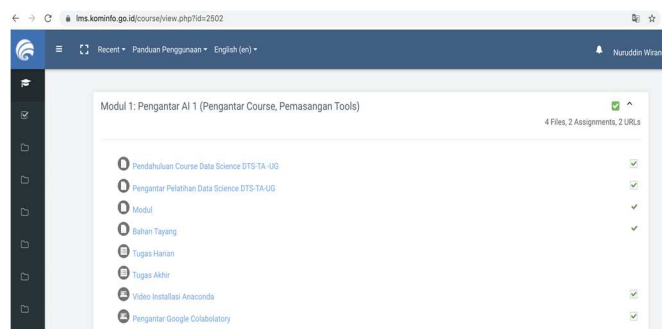 lms.kominfo.go.id/course/view.php?id=2502
Recent Panduan Penggunaan English (en) Nuruddin Wiran
Modul 1: Pengantar AI 1 (Pengantar Course, Pemasangan Tools)
4 Files, 2 Assignments, 2 URLs
Pendahuluan Course Data Science DTS-TA -UG
Pengantar Pelatihan Data Science DTS-TA-UG
Modul
Bahan Tayang
Tugas Harian
Tugas Akhir
Video Installasi Anaconda
Pengantar Google Colabolatory